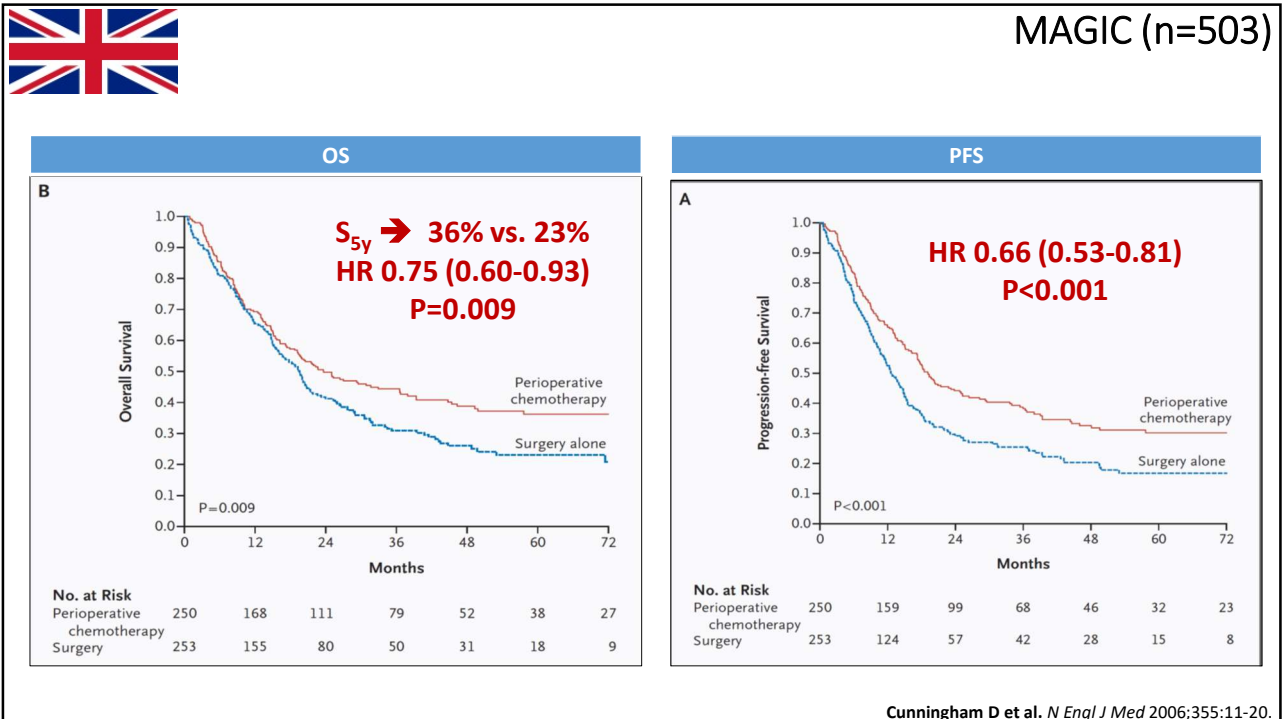 MAGIC (n=503)
OS
B
S5y ➔ 36% vs. 23%
HR 0.75 (0.60-0.93)
P=0.009
1.0
0.9
0.8
0.7
0.6
0.5
0.4
0.3
0.2
0.1
0.0
Overall Survival
Perioperative
chemotherapy
Surgery alone
P=0.009
0 12 24 36 48 60 72
Months
No. at Risk
Perioperative 250 168 111 79 52 38 27
chemotherapy
Surgery 253 155 80 50 31 18 9
PFS
A
HR 0.66 (0.53-0.81)
P<0.001
1.0
0.9
0.8
0.7
0.6
0.5
0.4
0.3
0.2
0.1
0.0
Progression-free Survival
Perioperative
chemotherapy
Surgery alone
P<0.001
0 12 24 36 48 60 72
Months
No. at Risk
Perioperative 250 159 99 68 46 32 23
chemotherapy
Surgery 253 124 57 42 28 15 8
Cunningham D et al. N Engl J Med 2006;355:11-20.